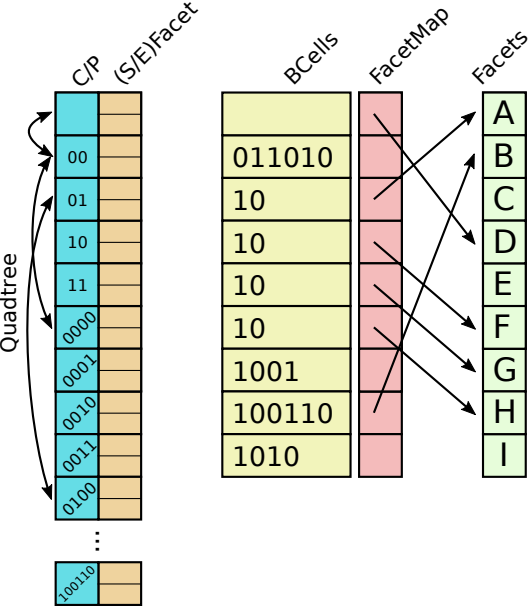 C/P
(S/E)Facet
BCells
FacetMap
Facets
Quadtree
00
01
10
11
0000
0001
0010
0011
0100
...
100110
011010
10
10
10
10
1001
100110
1010
A
B
C
D
E
F
G
H
I